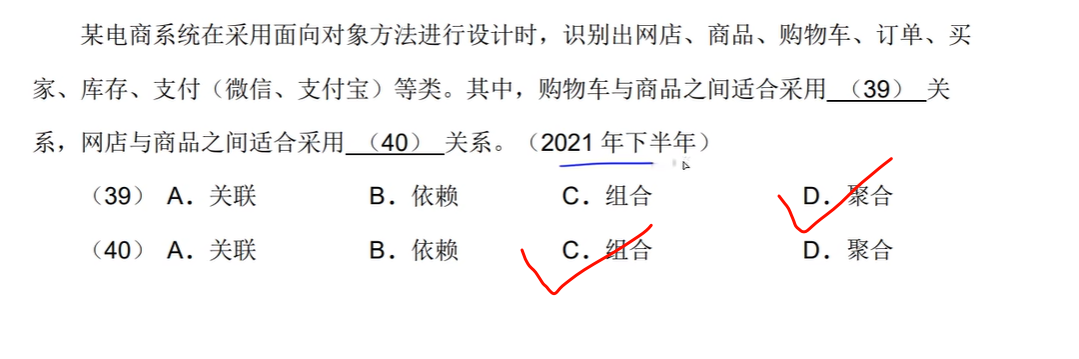 某电商系统在采用面向对象方法进行设计时，识别出网店、商品、购物车、订单、买
家、库存、支付（微信、支付宝）等类。其中，购物车与商品之间适合采用（39）关
系，网店与商品之间适合采用（40）关系。（2021 年下半年）
（39） A．关联 B．依赖 C．组合 D．聚合
（40） A．关联 B．依赖 C．组合 D．聚合